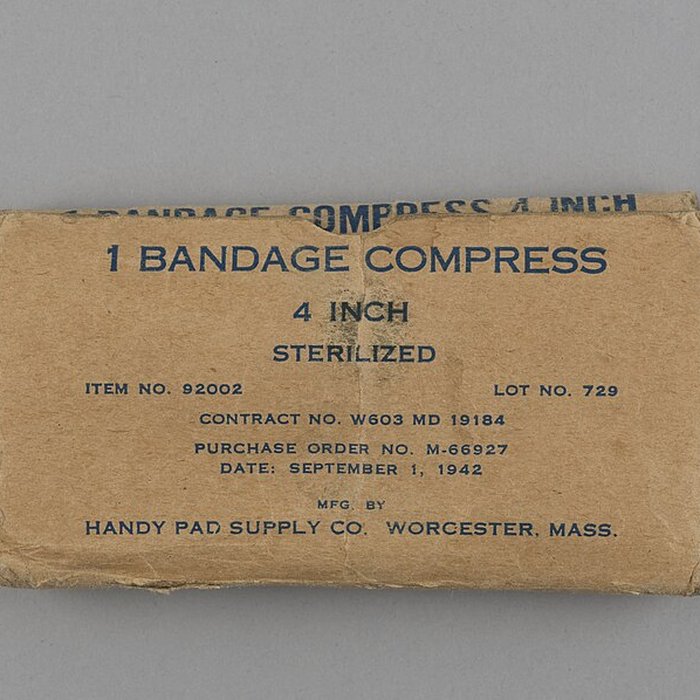 1 BANDAGE COMPRESS 4 INCH
1 BANDAGE COMPRESS
4 INCH
STERILIZED
ITEM NO. 92002 LOT NO. 729
CONTRACT NO. W603 MD 19184
PURCHASE ORDER NO. M-66927
DATE: SEPTEMBER 1, 1942
MFG. BY
HANDY PAD SUPPLY CO. WORCESTER, MASS.